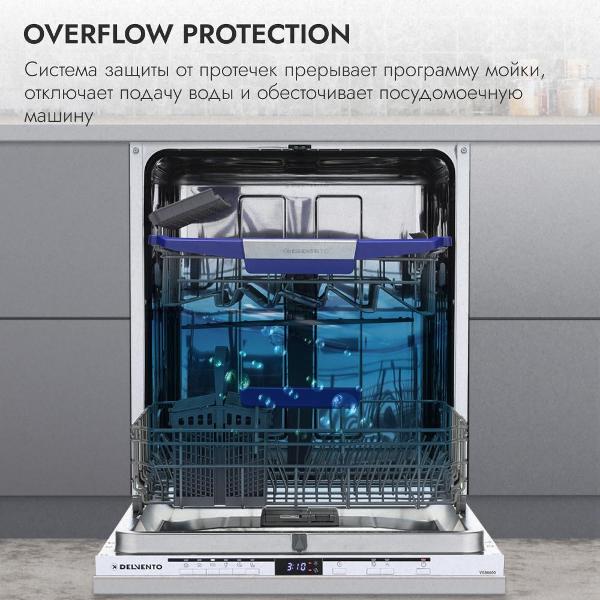 OVERFLOW PROTECTION
Система защиты от протечек прерывает программу мойки,
отключает подачу воды и обесточивает посудомоечную
машину
DELVENTO
3:10